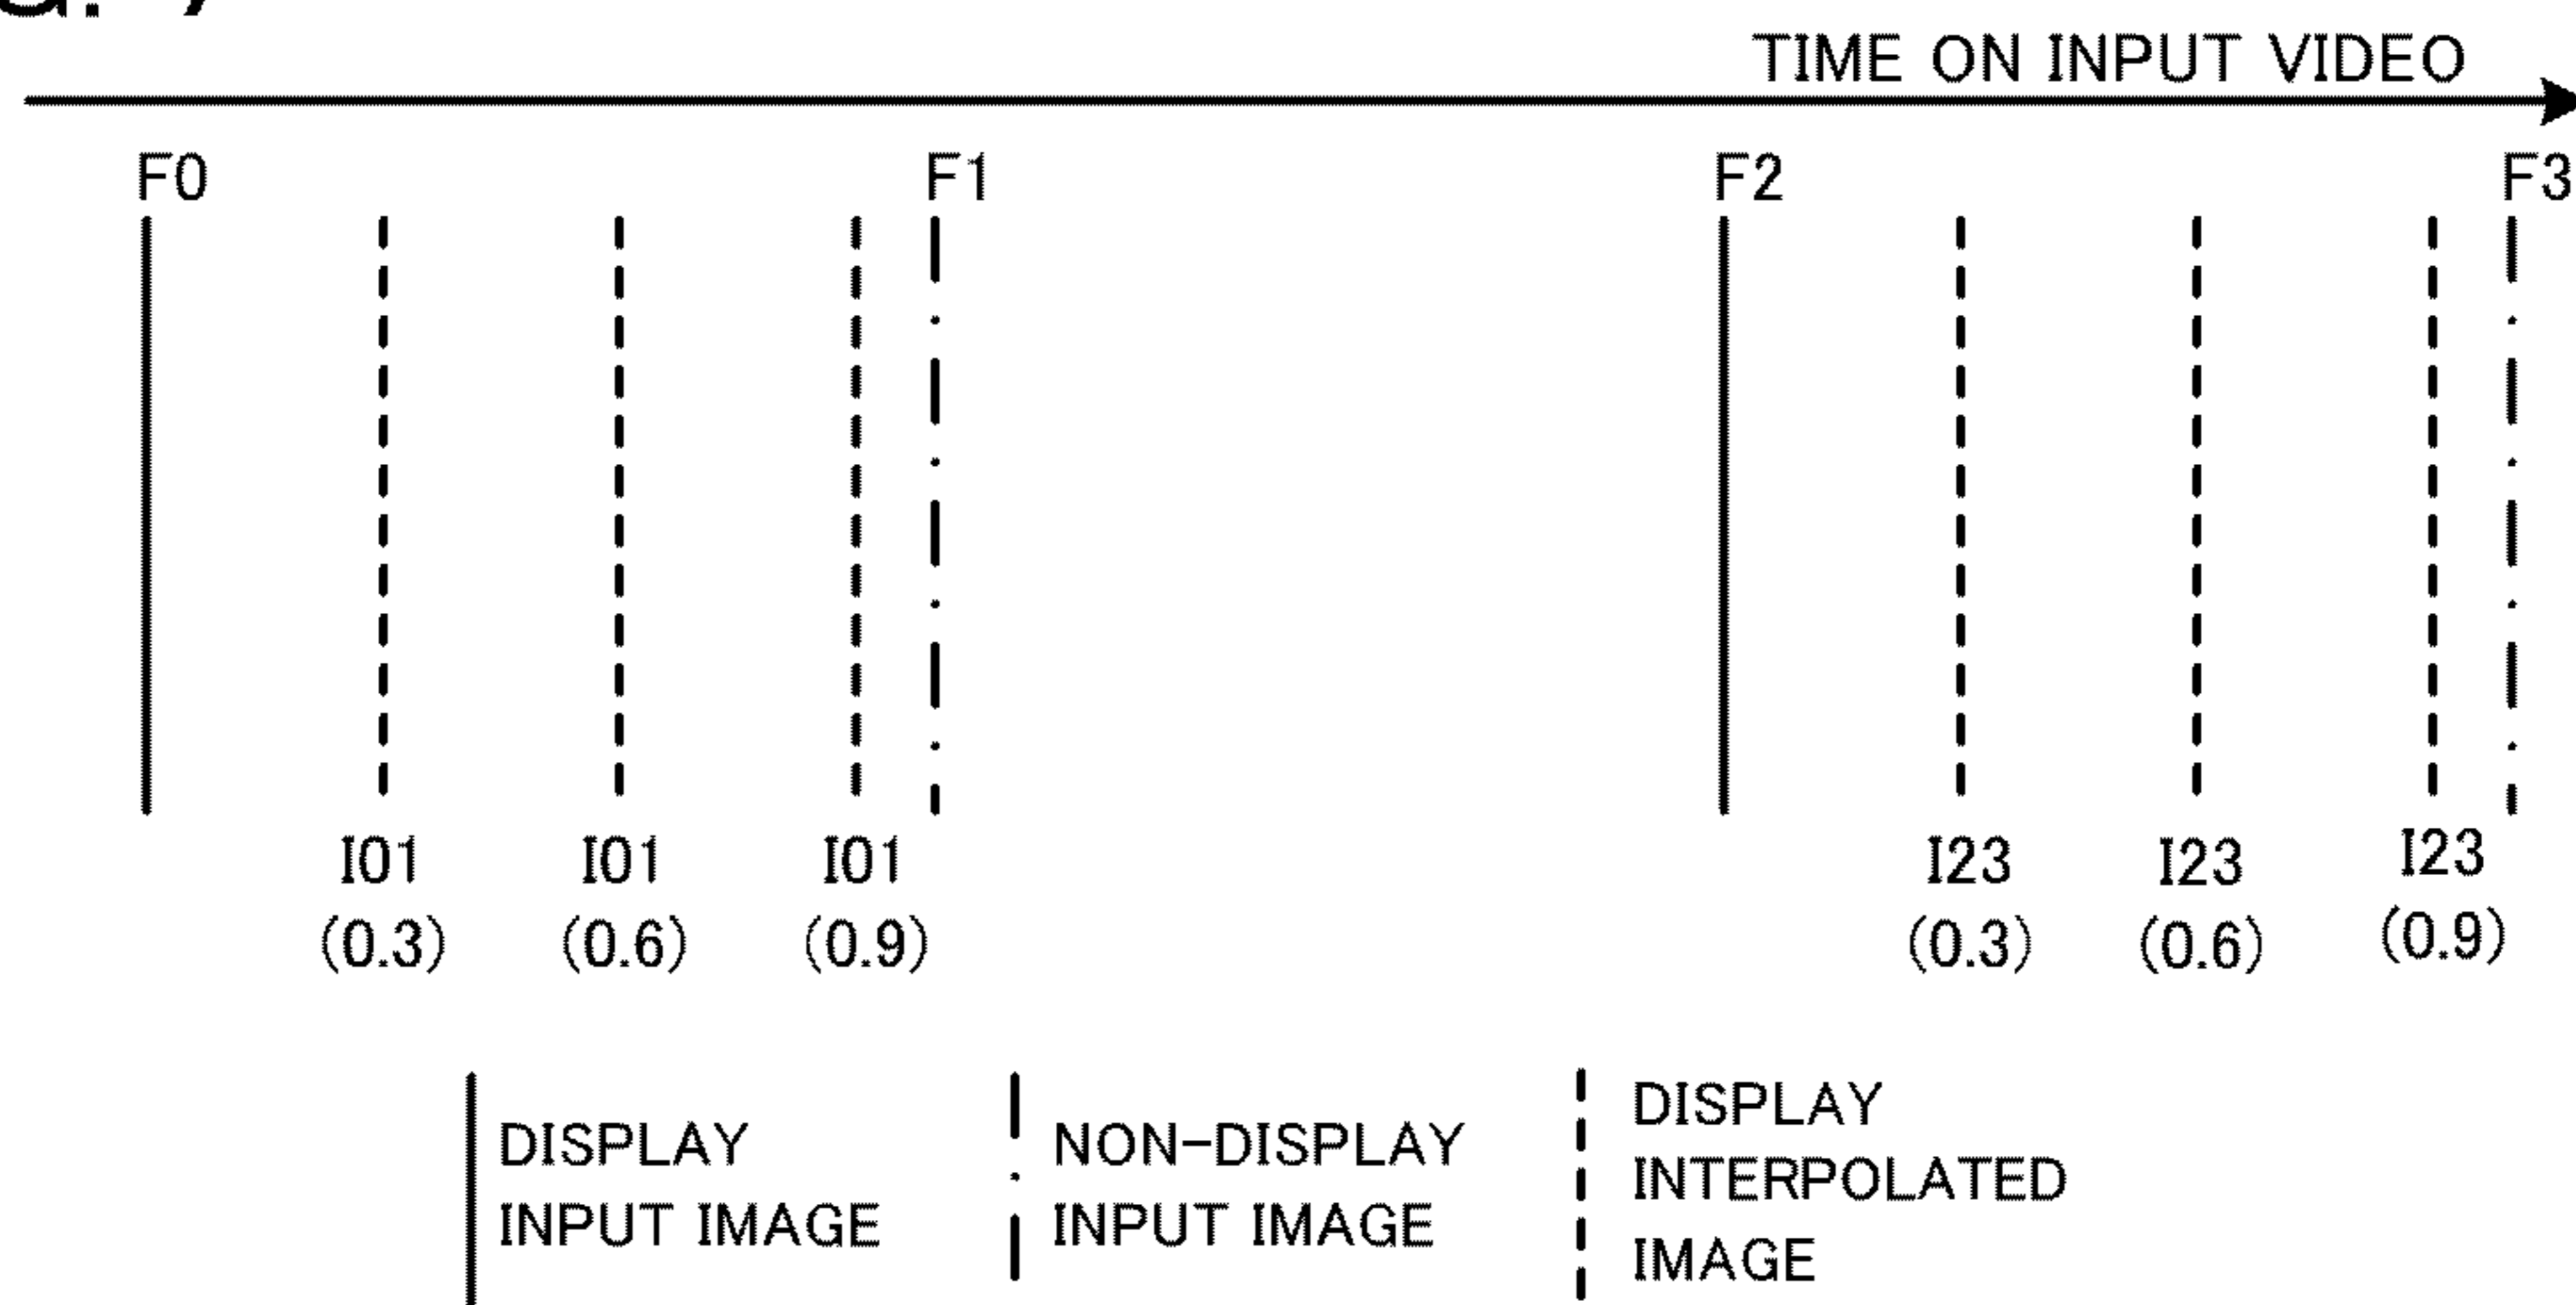 TIME ON INPUT VIDEO
F0 F1 F2 F3
I01 I01 I01 I23 I23 I23
(0.3) (0.6) (0.9) (0.3) (0.6) (0.9)
DISPLAY
INPUT IMAGE
NON-DISPLAY
INPUT IMAGE
DISPLAY
INTERPOLATED
IMAGE